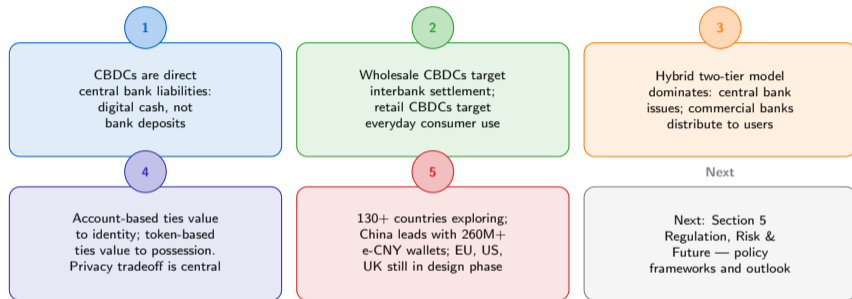 1
CBDCs are direct
central bank liabilities:
digital cash, not
bank deposits
2
Wholesale CBDCs target
interbank settlement;
retail CBDCs target
everyday consumer use
3
Hybrid two-tier model
dominates: central bank
issues; commercial banks
distribute to users
4
Account-based ties value
to identity; token-based
ties value to possession.
Privacy tradeoff is central
5
130+ countries exploring;
China leads with 260M+
e-CNY wallets; EU, US,
UK still in design phase
Next
Next: Section 5
Regulation, Risk &
Future — policy
frameworks and outlook